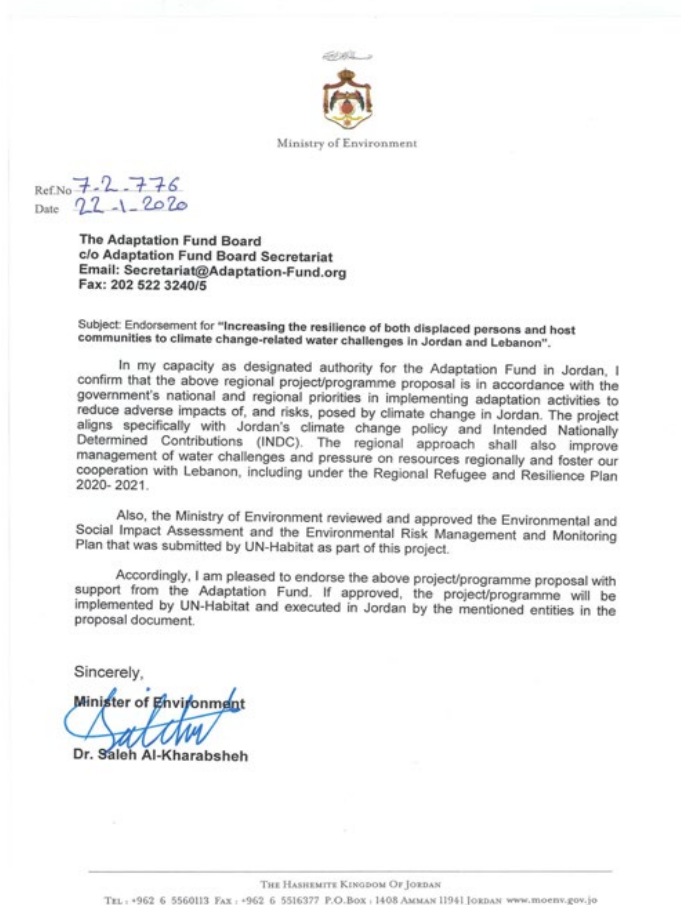 Ministry of Environment
Ref.No 7-2-776
Date 22-1-2020
The Adaptation Fund Board
c/o Adaptation Fund Board Secretariat
Email: Secretariat@Adaptation-Fund.org
Fax: 202 522 3240/5
Subject: Endorsement for "Increasing the resilience of both displaced persons and host
communities to climate change-related water challenges in Jordan and Lebanon".
In my capacity as designated authority for the Adaptation Fund in Jordan, I
confirm that the above regional project/programme proposal is in accordance with the
government's national and regional priorities in implementing adaptation activities to
reduce adverse impacts of, and risks, posed by climate change in Jordan. The project
aligns specifically with Jordan's climate change policy and Intended Nationally
Determined Contributions (INDC). The regional approach shall also improve
management of water challenges and pressure on resources regionally and foster our
cooperation with Lebanon, including under the Regional Refugee and Resilience Plan
2020- 2021.
Also, the Ministry of Environment reviewed and approved the Environmental and
Social Impact Assessment and the Environmental Risk Management and Monitoring
Plan that was submitted by UN-Habitat as part of this project.
Accordingly, I am pleased to endorse the above project/programme proposal with
support from the Adaptation Fund. If approved, the project/programme will be
implemented by UN-Habitat and executed in Jordan by the mentioned entities in the
proposal document.
Sincerely,
Minister of Environment
Dr. Saleh Al-Kharabsheh
THE HASHEMITE KINGDOM OF JORDAN
TEL : +962 6 5560113 FAX : +962 6 5516377 P.O.BOX : 1408 AMMAN 11941 JORDAN www.moenv.gov.jo